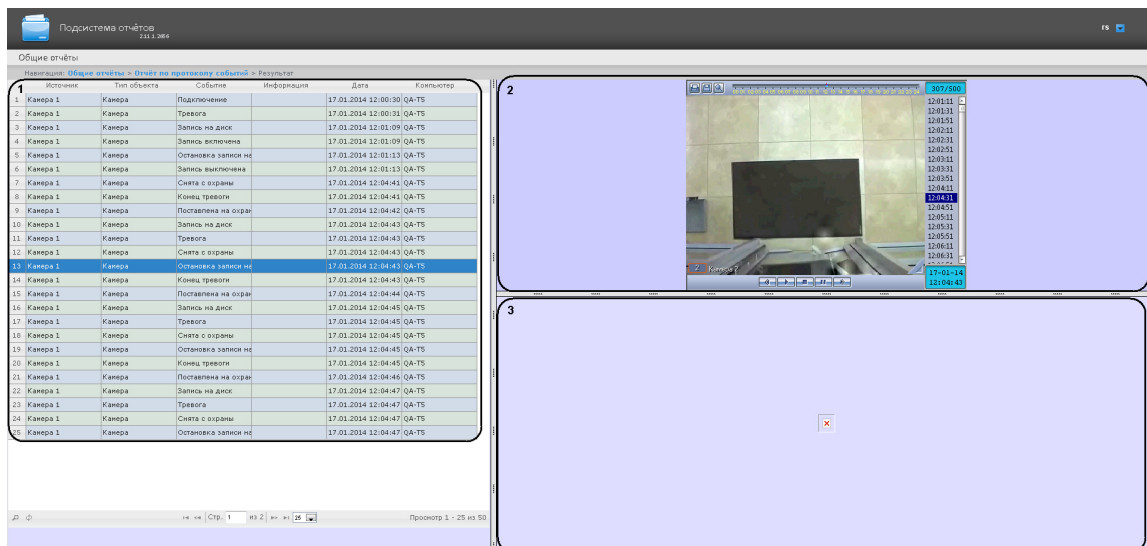 Подсистема отчётов
2.11.1.2656
rs
Общие отчёты
Навигация: Общие отчёты > Отчёт по протоколу событий > Результат
1
Источник Тип объекта Событие Информация Дата Компьютер
1 Камера 1 Камера Подключение 17.01.2014 12:00:30 QA-T5
2 Камера 1 Камера Тревога 17.01.2014 12:00:31 QA-T5
3 Камера 1 Камера Запись на диск 17.01.2014 12:01:09 QA-T5
4 Камера 1 Камера Запись включена 17.01.2014 12:01:09 QA-T5
5 Камера 1 Камера Остановка записи на 17.01.2014 12:01:13 QA-T5
6 Камера 1 Камера Запись выключена 17.01.2014 12:01:13 QA-T5
7 Камера 1 Камера Снята с охраны 17.01.2014 12:04:41 QA-T5
8 Камера 1 Камера Конец тревоги 17.01.2014 12:04:41 QA-T5
9 Камера 1 Камера Поставлена на охран 17.01.2014 12:04:42 QA-T5
10 Камера 1 Камера Запись на диск 17.01.2014 12:04:43 QA-T5
11 Камера 1 Камера Тревога 17.01.2014 12:04:43 QA-T5
12 Камера 1 Камера Снята с охраны 17.01.2014 12:04:43 QA-T5
13 Камера 1 Камера Остановка записи на 17.01.2014 12:04:43 QA-T5
14 Камера 1 Камера Конец тревоги 17.01.2014 12:04:43 QA-T5
15 Камера 1 Камера Поставлена на охран 17.01.2014 12:04:44 QA-T5
16 Камера 1 Камера Запись на диск 17.01.2014 12:04:45 QA-T5
17 Камера 1 Камера Тревога 17.01.2014 12:04:45 QA-T5
18 Камера 1 Камера Снята с охраны 17.01.2014 12:04:45 QA-T5
19 Камера 1 Камера Остановка записи на 17.01.2014 12:04:45 QA-T5
20 Камера 1 Камера Конец тревоги 17.01.2014 12:04:45 QA-T5
21 Камера 1 Камера Поставлена на охран 17.01.2014 12:04:46 QA-T5
22 Камера 1 Камера Запись на диск 17.01.2014 12:04:47 QA-T5
23 Камера 1 Камера Тревога 17.01.2014 12:04:47 QA-T5
24 Камера 1 Камера Снята с охраны 17.01.2014 12:04:47 QA-T5
25 Камера 1 Камера Остановка записи на 17.01.2014 12:04:47 QA-T5
Стр. 1 из 2 25 Просмотр 1 - 25 из 50
2
307/500
12:01:11
12:01:31
12:01:51
12:02:11
12:02:31
12:02:51
12:03:11
12:03:31
12:03:51
12:04:11
12:04:31
12:04:51
12:05:11
12:05:31
12:05:51
12:06:11
12:06:31
2 Камера 2
17-01-14
12:04:43
3